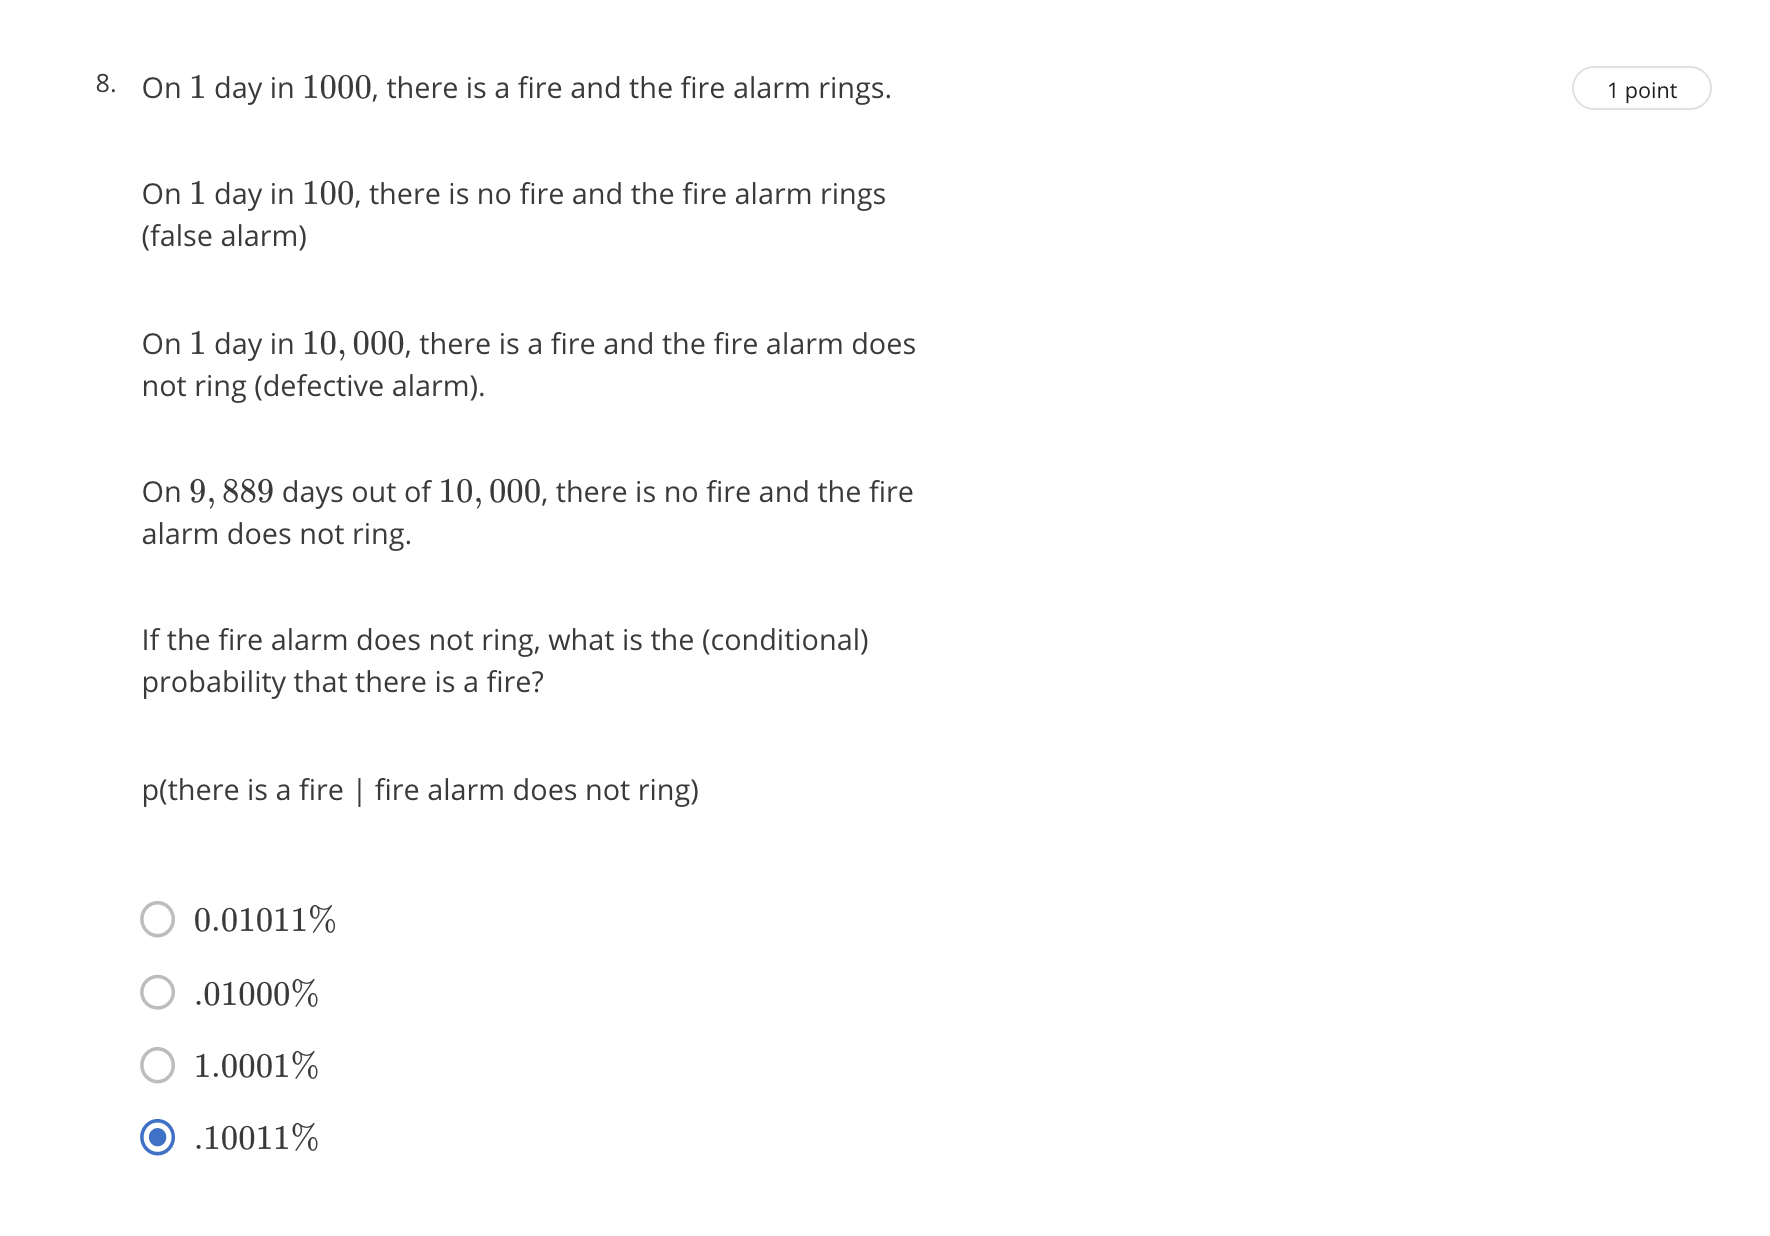 8. On 1 day in 1000, there is a fire and the fire alarm rings.
1 point
On 1 day in 100, there is no fire and the fire alarm rings
(false alarm)
On 1 day in 10,000, there is a fire and the fire alarm does
not ring (defective alarm).
On 9,889 days out of 10,000, there is no fire and the fire
alarm does not ring.
If the fire alarm does not ring, what is the (conditional)
probability that there is a fire?
p(there is a fire | fire alarm does not ring)
0.01011%
.01000%
1.0001%
.10011%